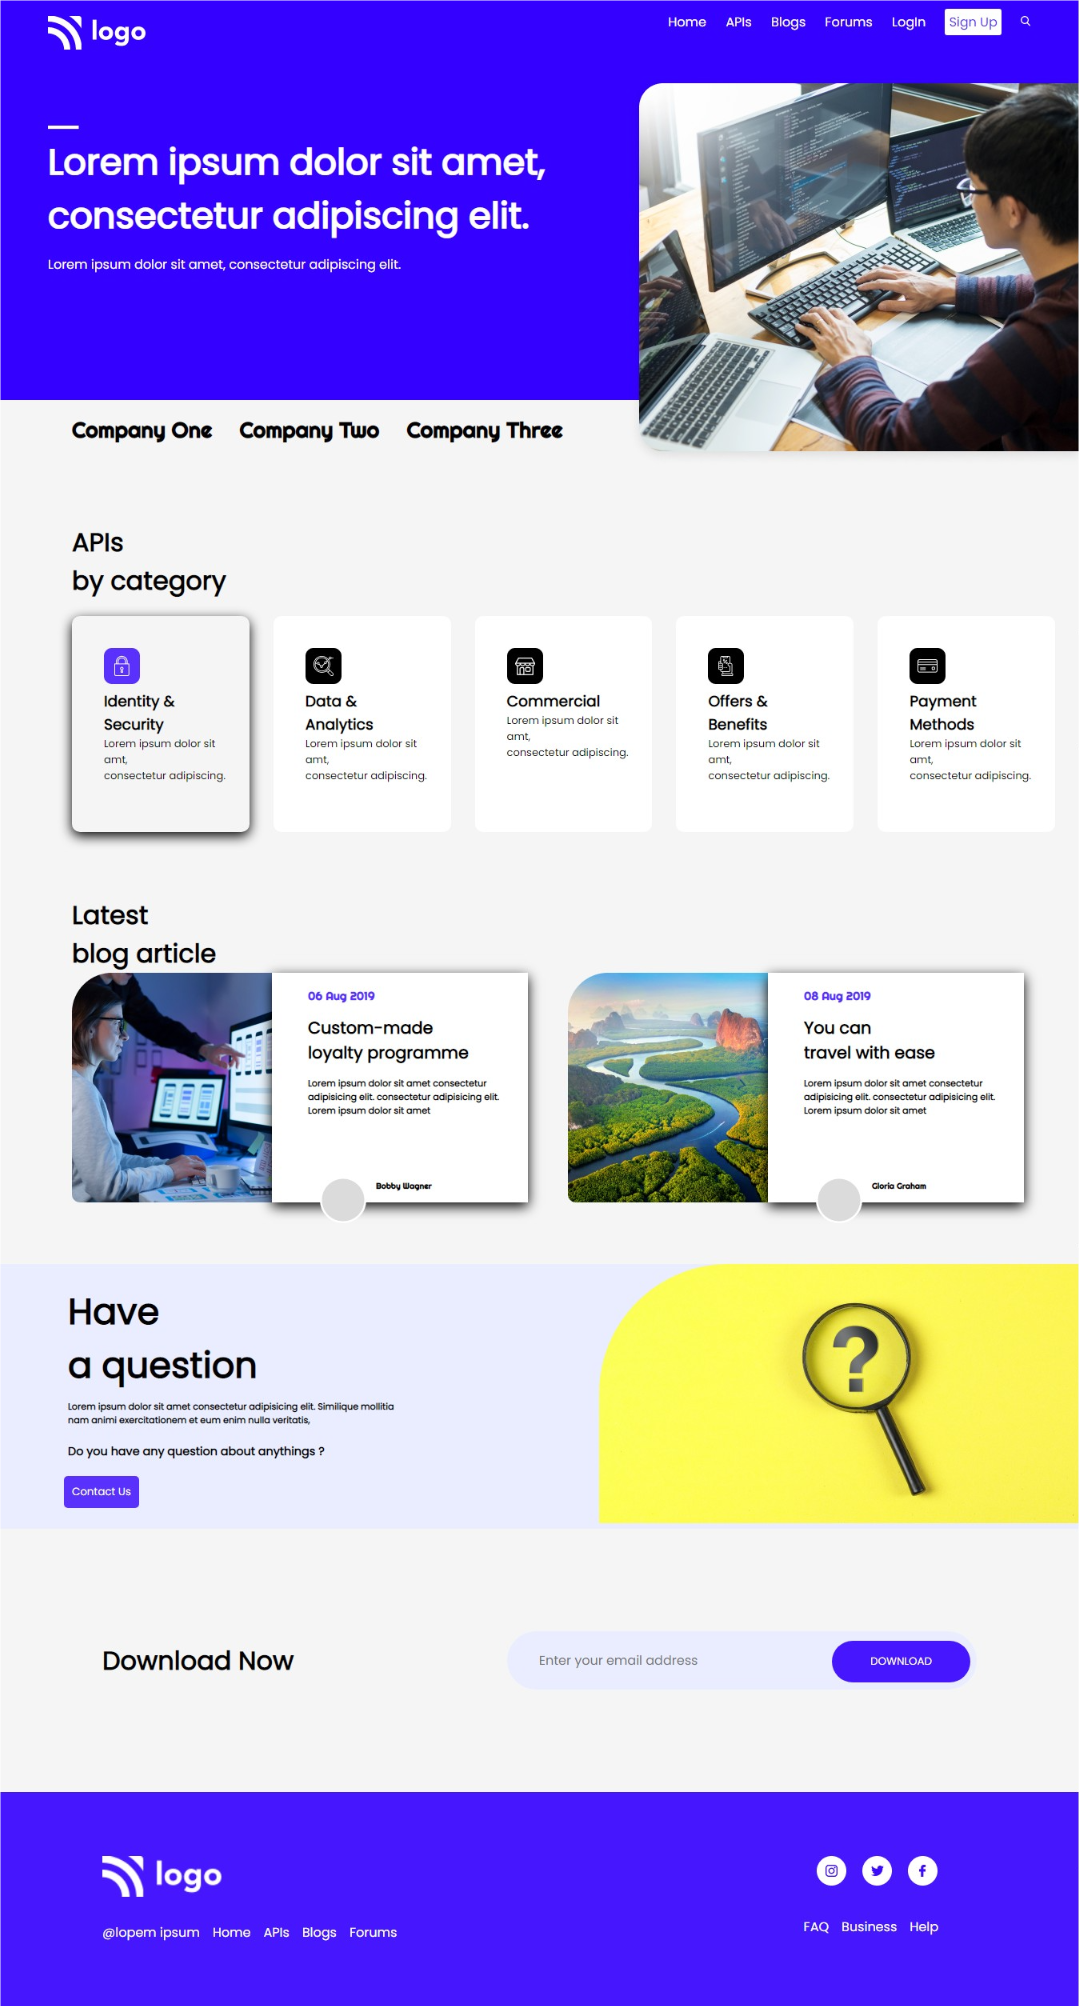 logo
Home APIs Blogs Forums LogIn Sign Up
Lorem ipsum dolor sit amet,
consectetur adipiscing elit.
Lorem ipsum dolor sit amet, consectetur adipiscing elit.
Company One Company Two Company Three
APIs
by category
Identity &
Security
Lorem ipsum dolor sit
amt,
consectetur adipiscing.
Data &
Analytics
Lorem ipsum dolor sit
amt,
consectetur adipiscing.
Commercial
Lorem ipsum dolor sit
amt,
consectetur adipiscing.
Offers &
Benefits
Lorem ipsum dolor sit
amt,
consectetur adipiscing.
Payment
Methods
Lorem ipsum dolor sit
amt,
consectetur adipiscing.
Latest
blog article
06 Aug 2019
Custom-made
loyalty programme
Lorem ipsum dolor sit amet consectetur
adipisicing elit. consectetur adipisicing elit.
Lorem ipsum dolor sit amet
Bobby Wagner
08 Aug 2019
You can
travel with ease
Lorem ipsum dolor sit amet consectetur
adipisicing elit. consectetur adipisicing elit.
Lorem ipsum dolor sit amet
Gloria Graham
Have
a question
Lorem ipsum dolor sit amet consectetur adipisicing elit. Similique mollitia
nam animi exercitationem et eum enim nulla veritatis,
Do you have any question about anythings ?
Contact Us
?
Download Now
Enter your email address
DOWNLOAD
logo
@lopem ipsum Home APIs Blogs Forums
FAQ Business Help